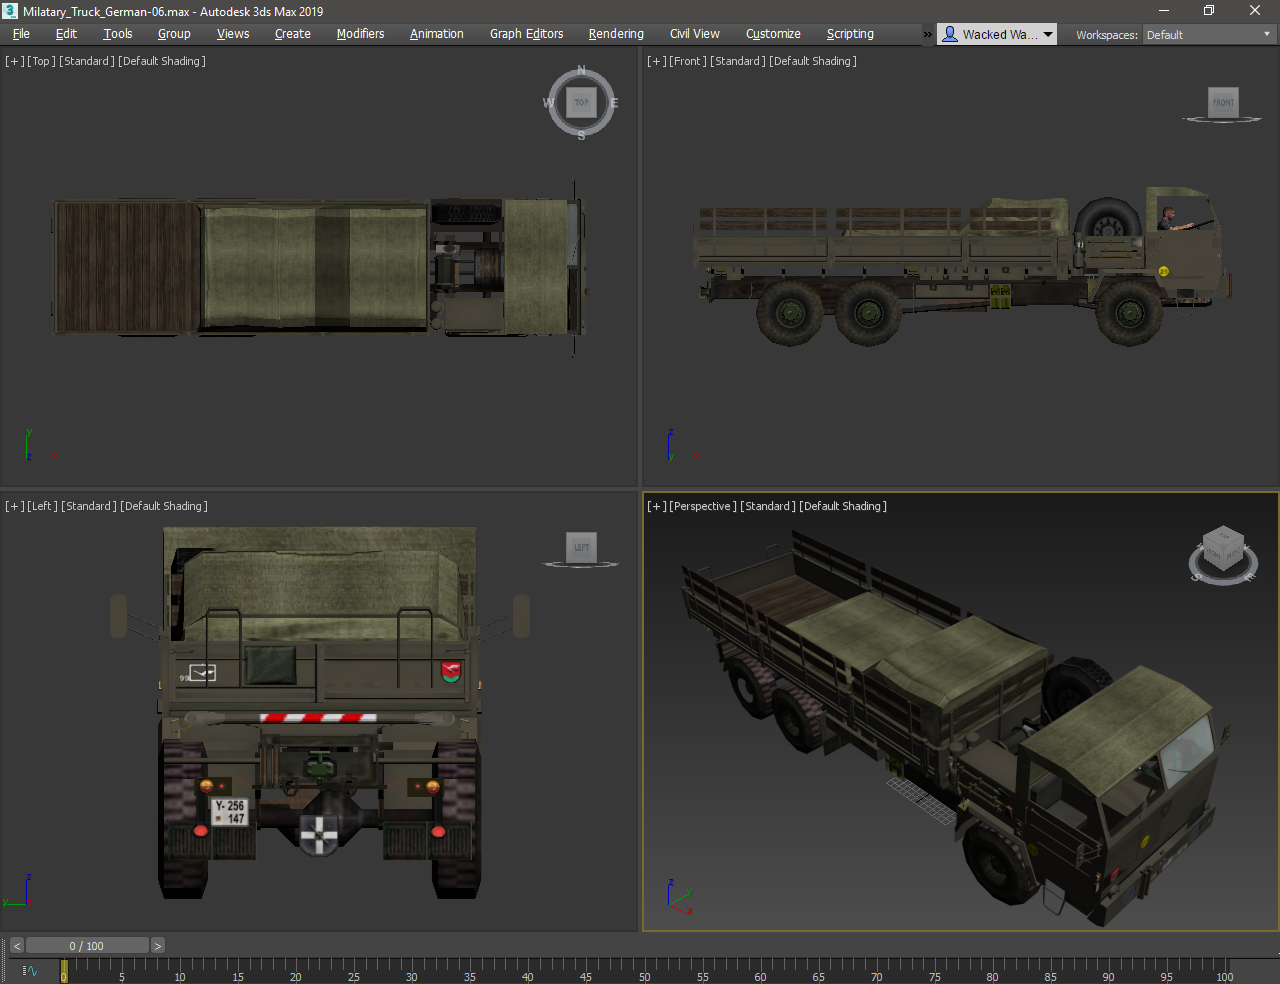 3 Milatary_Truck_German-06.max - Autodesk 3ds Max 2019
File Edit Tools Group Views Create Modifiers Animation Graph Editors Rendering Civil View Customize Scripting » Wacked Wa... Workspaces: Default
[+] [Top] [Standard] [Default Shading]
N
W TOP E
S
y
z x
[+] [Front] [Standard] [Default Shading]
FRONT
21
z
y x
[+] [Left] [Standard] [Default Shading]
LEFT
Y- 256
147
z
y x
[+] [Perspective] [Standard] [Default Shading]
S E
z
y
x
< 0 / 100 >
0 5 10 15 20 25 30 35 40 45 50 55 60 65 70 75 80 85 90 95 100